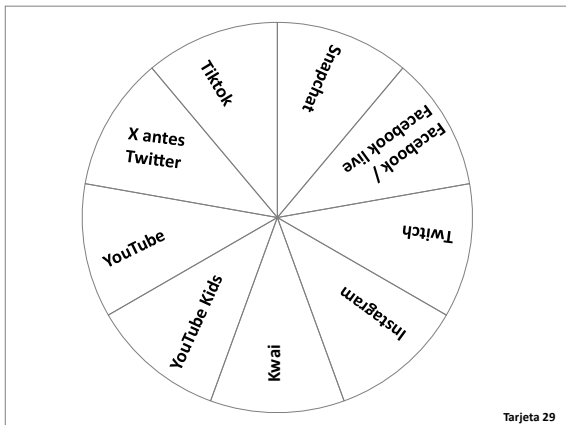 Snapchat
Facebook /
Facebook live
Twitch
Instagram
Kwai
YouTube Kids
YouTube
X antes
Twitter
Tiktok
Tarjeta 29